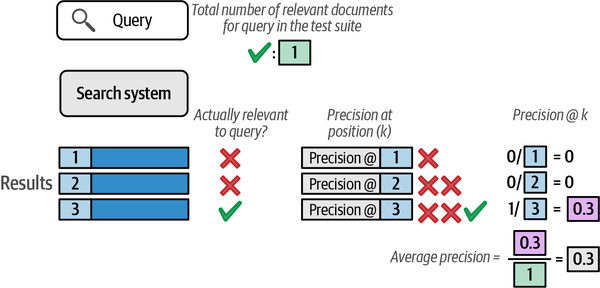 Query
Total number of relevant documents
for query in the test suite
: 1
Search system
Actually relevant
to query?
Precision at
position (k)
Precision @ k
Results
1 Precision @ 1 0/ 1 = 0
2 Precision @ 2 0/ 2 = 0
3 Precision @ 3 1/ 3 = 0.3
Average precision = 0.3 / 1 = 0.3